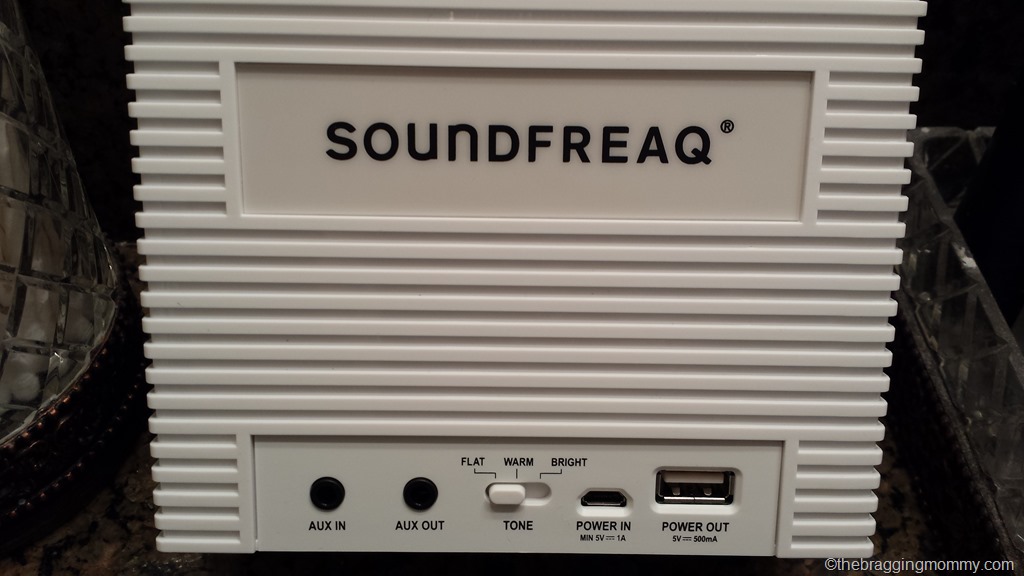 SOUNDFREAQ®
FLAT WARM BRIGHT
AUX IN AUX OUT TONE POWER IN POWER OUT
MIN 5V⎓1A 5V⎓500mA
©thebraggingmommy.com